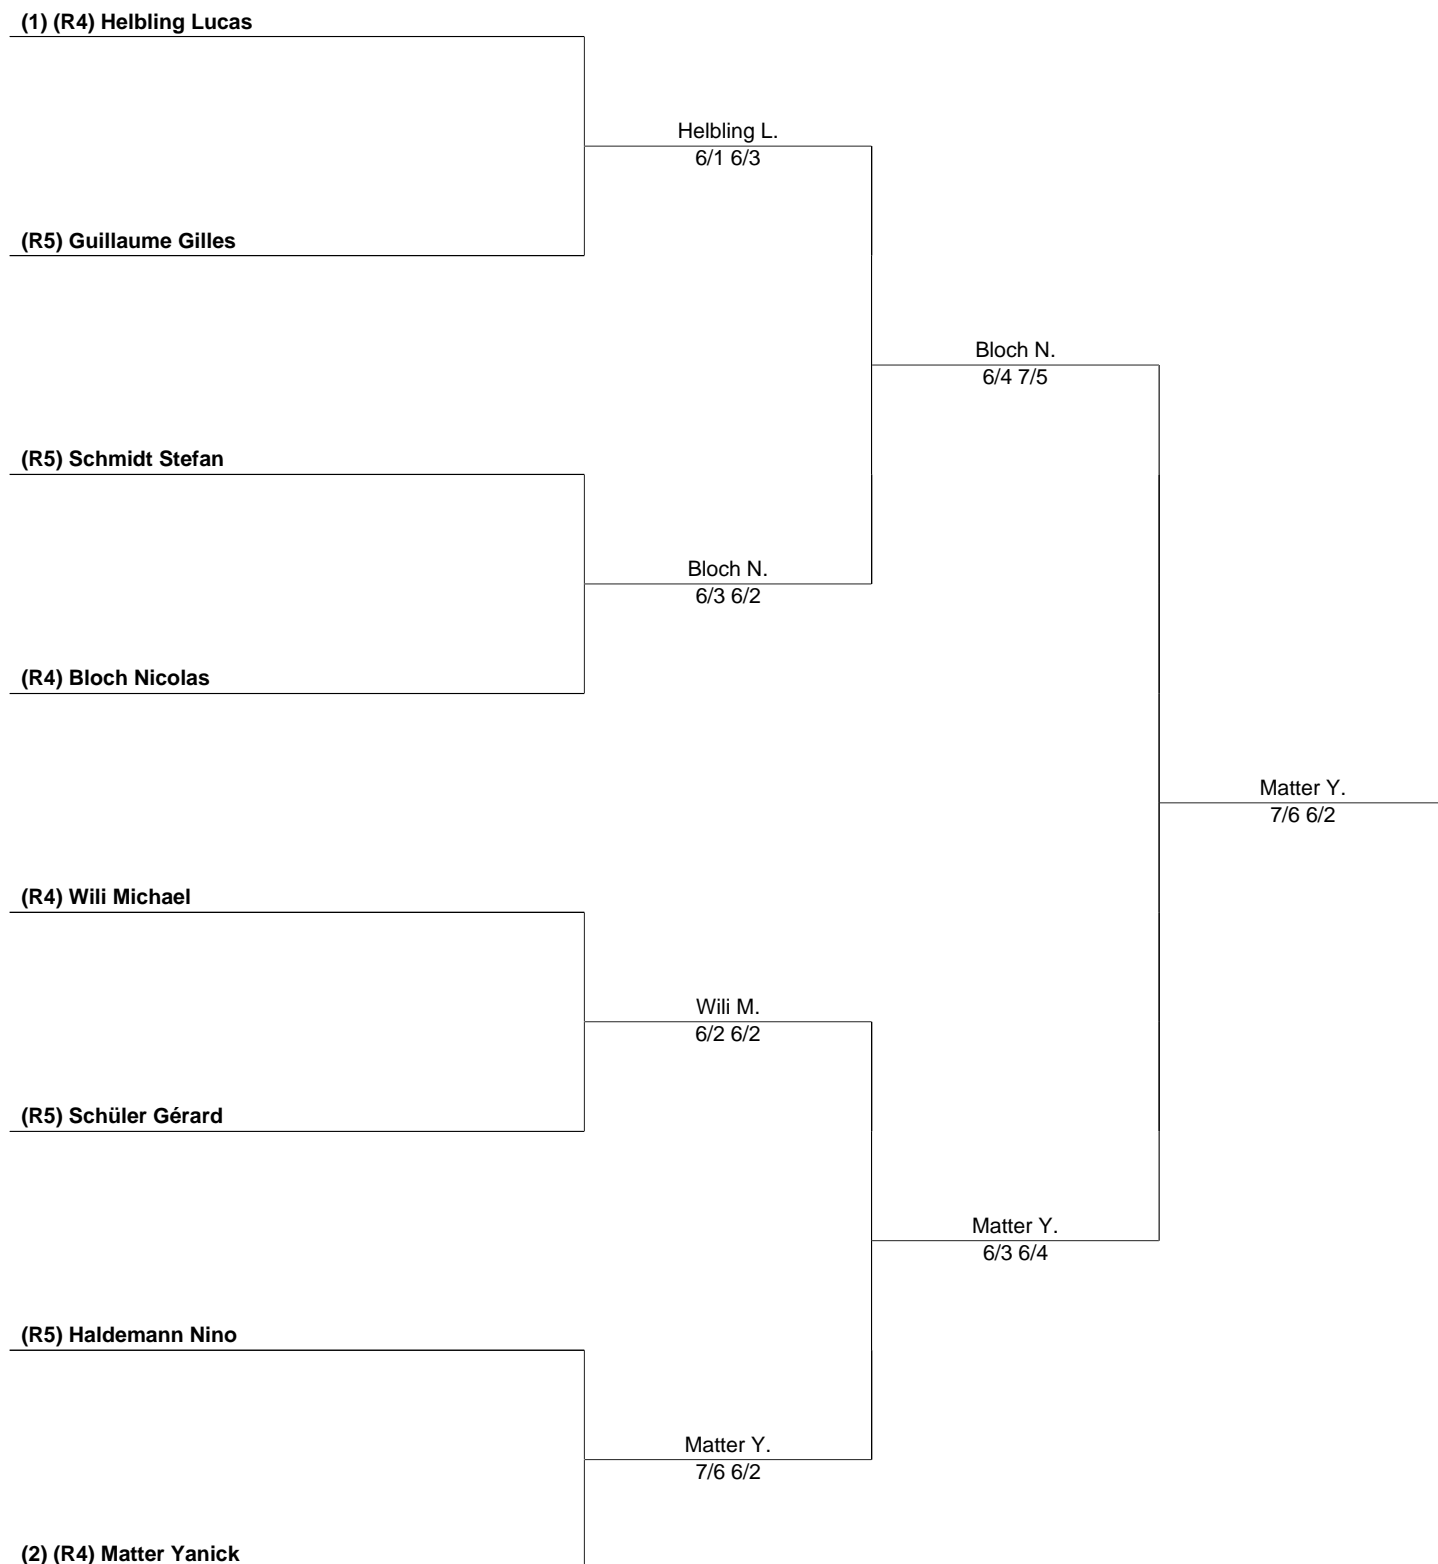 (1) (R4) Helbling Lucas
Helbling L.
6/1 6/3
(R5) Guillaume Gilles
Bloch N.
6/4 7/5
(R5) Schmidt Stefan
Bloch N.
6/3 6/2
(R4) Bloch Nicolas
Matter Y.
7/6 6/2
(R4) Wili Michael
Wili M.
6/2 6/2
(R5) Schüler Gérard
Matter Y.
6/3 6/4
(R5) Haldemann Nino
Matter Y.
7/6 6/2
(2) (R4) Matter Yanick